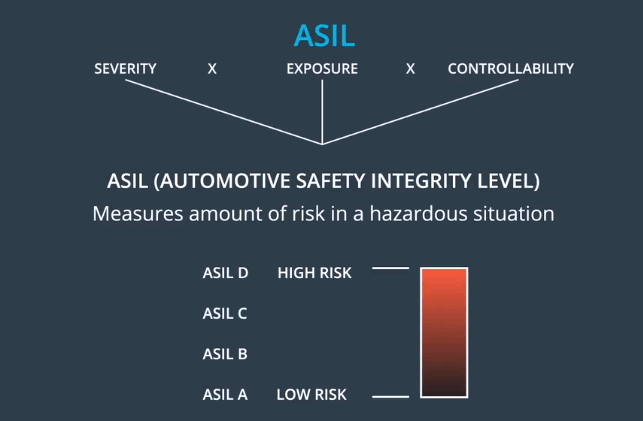 ASIL
SEVERITY X EXPOSURE X CONTROLLABILITY
ASIL (AUTOMOTIVE SAFETY INTEGRITY LEVEL)
Measures amount of risk in a hazardous situation
ASIL D HIGH RISK
ASIL C
ASIL B
ASIL A LOW RISK